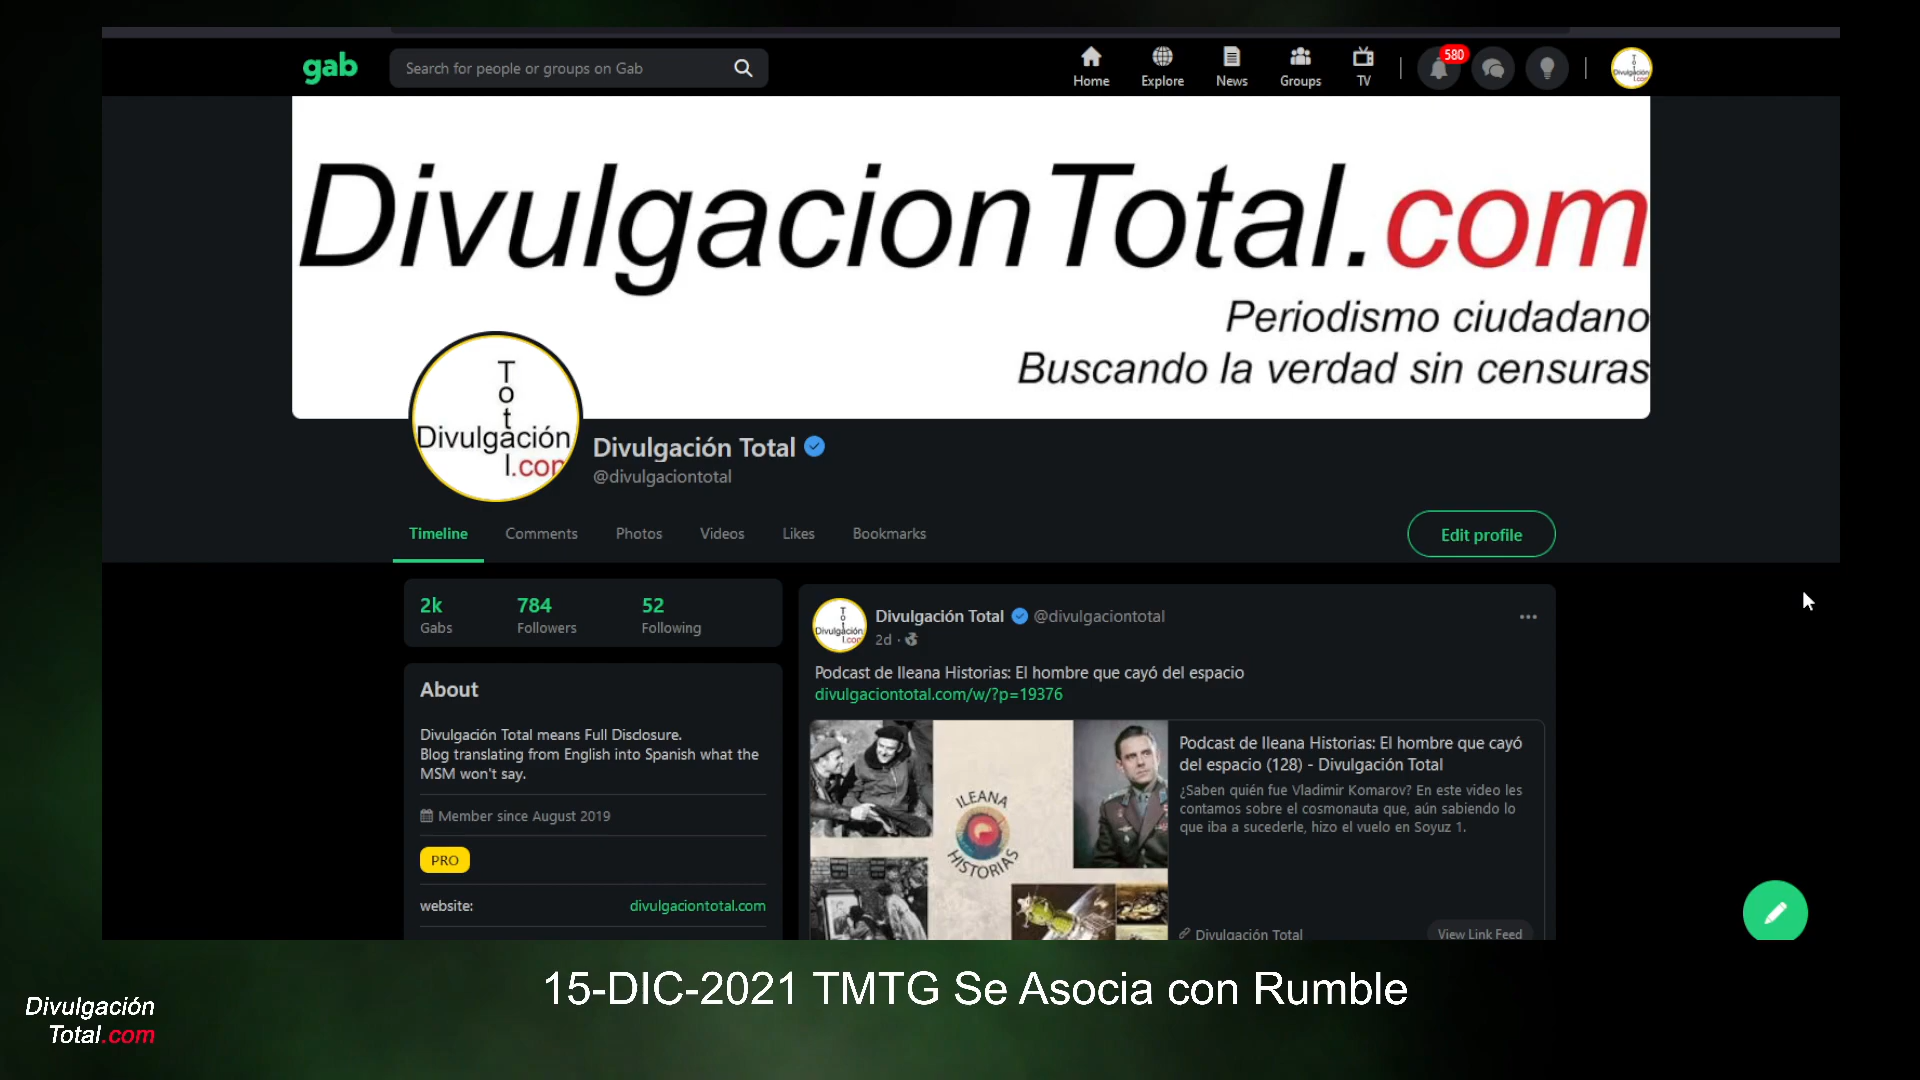 gab
Search for people or groups on Gab
Home
Explore
News
Groups
TV
580
Divulgación
DivulgacionTotal.com
Periodismo ciudadano
Buscando la verdad sin censuras
Total.com
Divulgación
Divulgación Total
@divulgaciontotal
Timeline
Comments
Photos
Videos
Likes
Bookmarks
Edit profile
2k
Gabs
784
Followers
52
Following
About
Divulgación Total means Full Disclosure.
Blog translating from English into Spanish what the
MSM won't say.
Member since August 2019
PRO
website:
divulgaciontotal.com
Divulgación Total @divulgaciontotal
2d ·
Podcast de Ileana Historias: El hombre que cayó del espacio
divulgaciontotal.com/w/?p=19376
ILEANA
HISTORIAS
Podcast de Ileana Historias: El hombre que cayó
del espacio (128) - Divulgación Total
¿Saben quién fue Vladimir Komarov? En este video les
contamos sobre el cosmonauta que, aún sabiendo lo
que iba a sucederle, hizo el vuelo en Soyuz 1.
Divulgación Total
View Link Feed
15-DIC-2021 TMTG Se Asocia con Rumble
Divulgación
Total.com